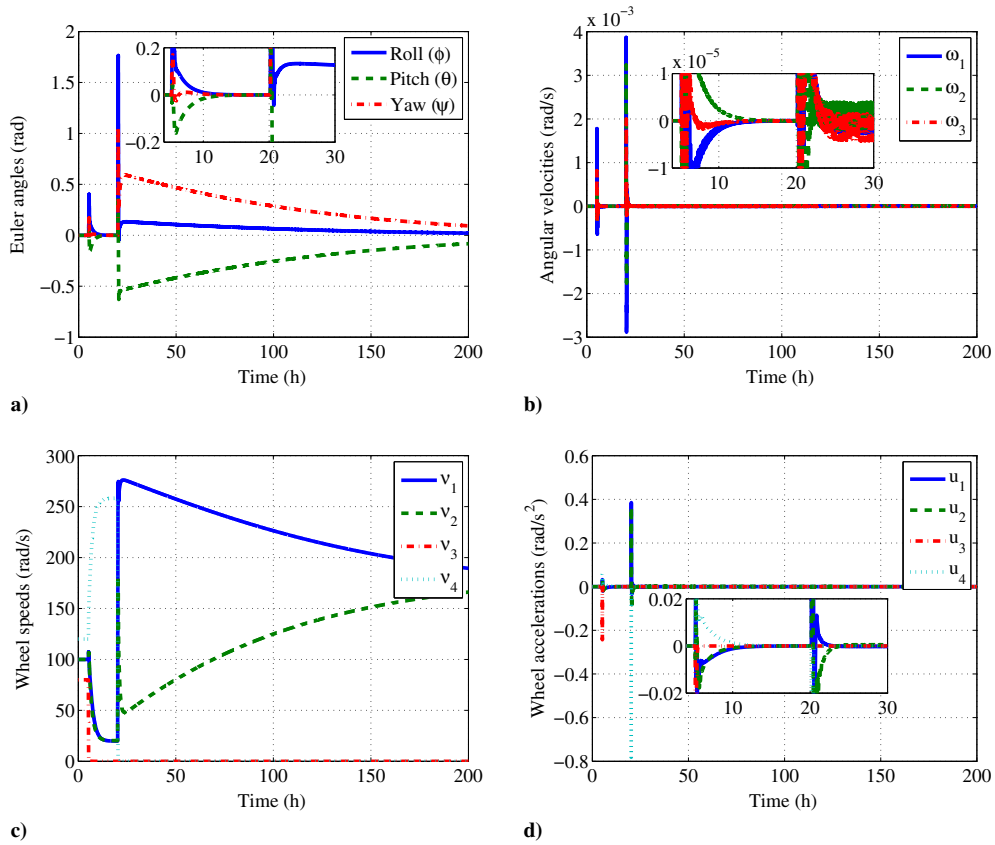 2
1.5
1
0.5
0
−0.5
−1
Euler angles (rad)
0 50 100 150 200
Time (h)
Roll (ϕ)
Pitch (θ)
Yaw (ψ)
0.2
0
−0.2
10 20 30
a)
x 10⁻³
4
3
2
1
0
−1
−2
−3
Angular velocities (rad/s)
0 50 100 150 200
Time (h)
ω₁
ω₂
ω₃
x 10⁻⁵
1
0
−1
10 20 30
b)
300
250
200
150
100
50
0
Wheel speeds (rad/s)
0 50 100 150 200
Time (h)
ν₁
ν₂
ν₃
ν₄
c)
0.6
0.4
0.2
0
−0.2
−0.4
−0.6
−0.8
Wheel accelerations (rad/s²)
0 50 100 150 200
Time (h)
u₁
u₂
u₃
u₄
0.02
0
−0.02
10 20 30
d)